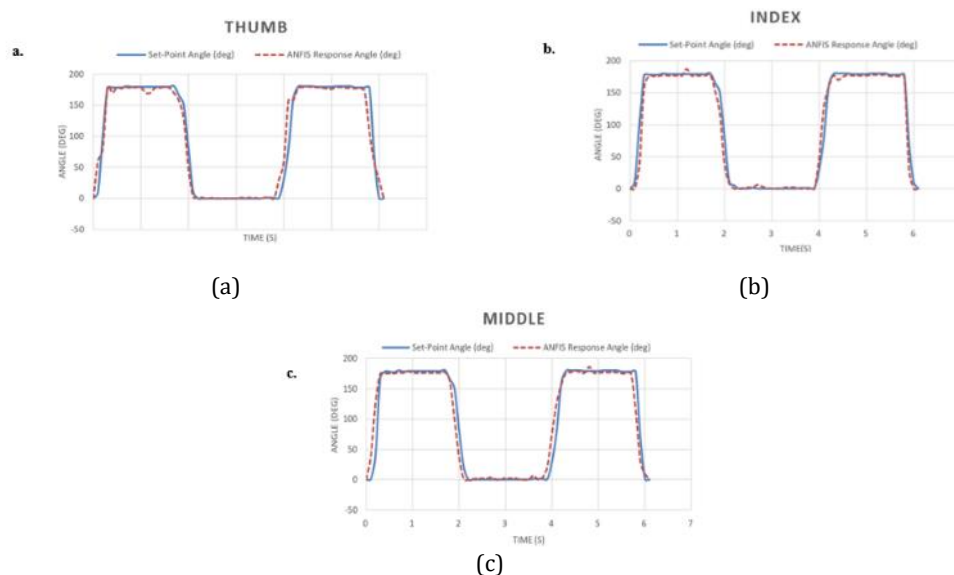 THUMB
a.
Set-Point Angle (deg) ANFIS Response Angle (deg)
200
150
100
50
0
-50
ANGLE (DEG)
TIME (S)
(a)
INDEX
b.
Set-Point Angle (deg) ANFIS Response Angle (deg)
200
150
100
50
0
-50
ANGLE (DEG)
0 1 2 3 4 5 6
TIME(S)
(b)
MIDDLE
Set-Point Angle (deg) ANFIS Response Angle (deg)
c.
200
150
100
50
0
-50
ANGLE (DEG)
0 1 2 3 4 5 6 7
TIME (S)
(c)